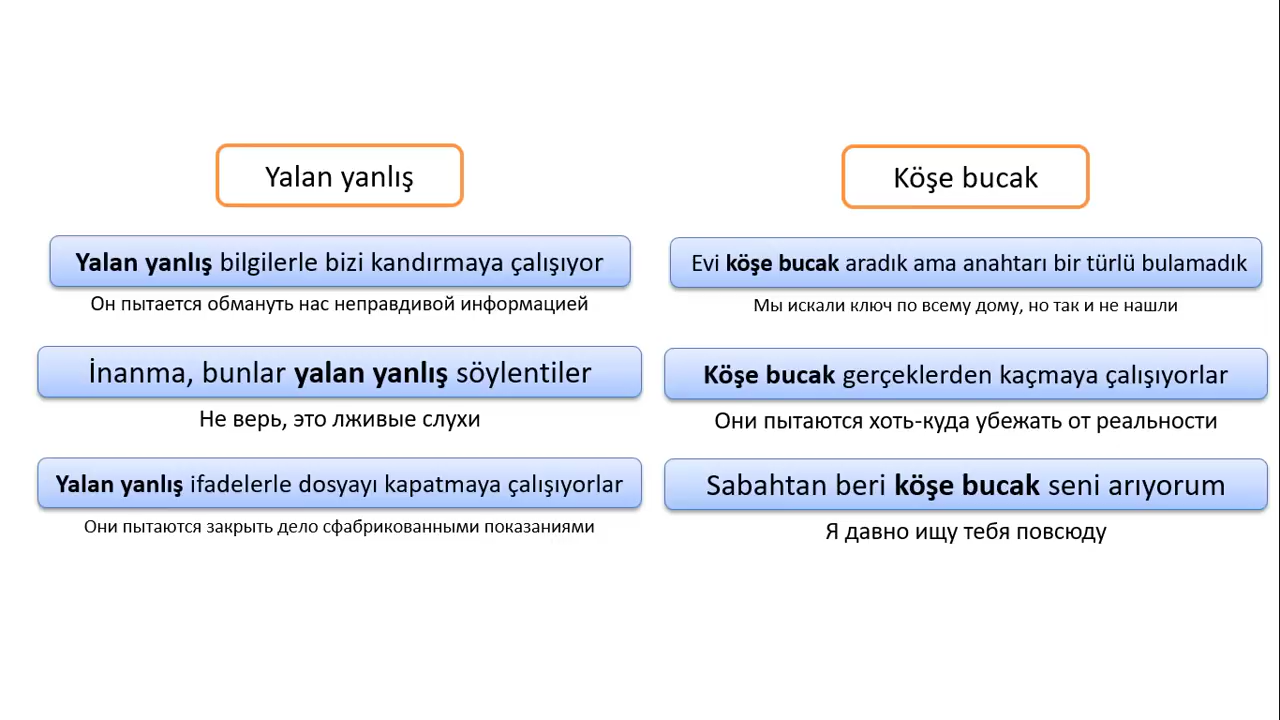 Yalan yanlış
Yalan yanlış bilgilerle bizi kandırmaya çalışıyor
Он пытается обмануть нас неправдивой информацией
İnanma, bunlar yalan yanlış söylentiler
Не верь, это лживые слухи
Yalan yanlış ifadelerle dosyayı kapatmaya çalışıyorlar
Они пытаются закрыть дело сфабрикованными показаниями
Köşe bucak
Evi köşe bucak aradık ama anahtarı bir türlü bulamadık
Мы искали ключ по всему дому, но так и не нашли
Köşe bucak gerçeklerden kaçmaya çalışıyorlar
Они пытаются хоть-куда убежать от реальности
Sabahtan beri köşe bucak seni arıyorum
Я давно ищу тебя повсюду